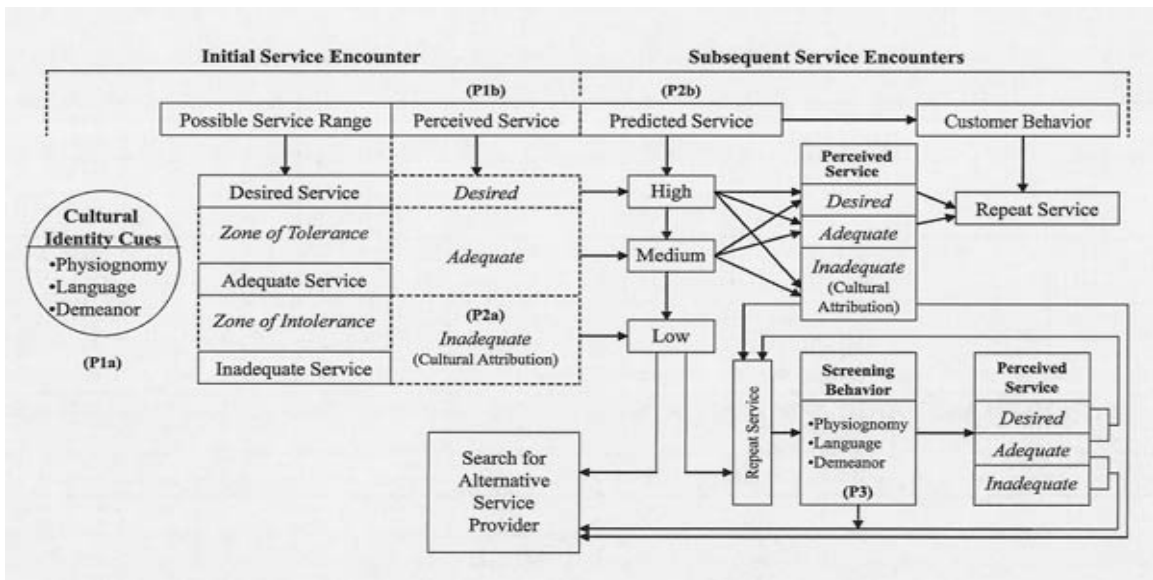 Initial Service Encounter
Subsequent Service Encounters
(P1b)
(P2b)
Possible Service Range
Perceived Service
Predicted Service
Customer Behavior
Cultural
Identity Cues
•Physiognomy
•Language
•Demeanor
(P1a)
Desired Service
Zone of Tolerance
Adequate Service
Zone of Intolerance
Inadequate Service
Desired
Adequate
(P2a)
Inadequate
(Cultural Attribution)
High
Medium
Low
Perceived
Service
Desired
Adequate
Inadequate
(Cultural
Attribution)
Repeat Service
Search for
Alternative
Service
Provider
Repeat Service
Screening
Behavior
•Physiognomy
•Language
•Demeanor
(P3)
Perceived
Service
Desired
Adequate
Inadequate